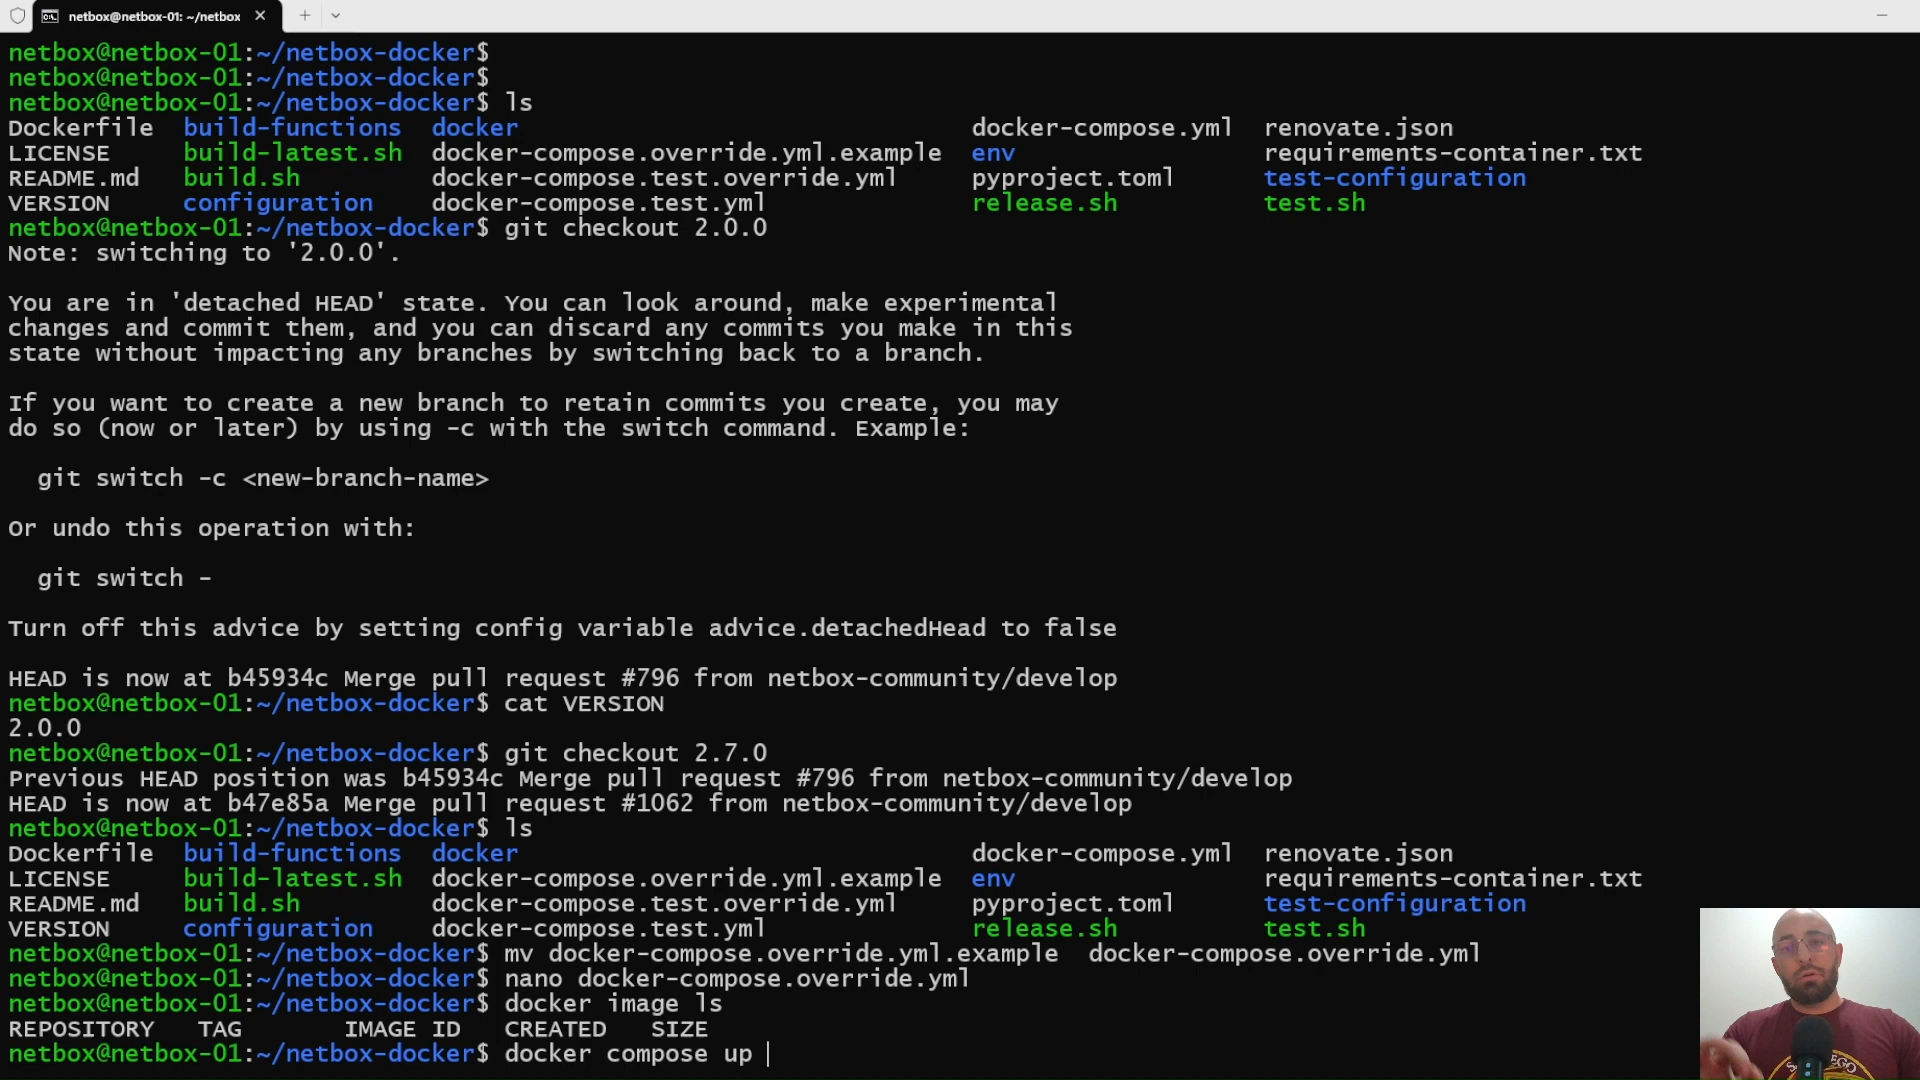 netbox@netbox-01: ~/netbox
netbox@netbox-01:~/netbox-docker$
netbox@netbox-01:~/netbox-docker$
netbox@netbox-01:~/netbox-docker$ ls
Dockerfile build-functions docker docker-compose.yml renovate.json
LICENSE build-latest.sh docker-compose.override.yml.example env requirements-container.txt
README.md build.sh docker-compose.test.override.yml pyproject.toml test-configuration
VERSION configuration docker-compose.test.yml release.sh test.sh
netbox@netbox-01:~/netbox-docker$ git checkout 2.0.0
Note: switching to '2.0.0'.
You are in 'detached HEAD' state. You can look around, make experimental
changes and commit them, and you can discard any commits you make in this
state without impacting any branches by switching back to a branch.
If you want to create a new branch to retain commits you create, you may
do so (now or later) by using -c with the switch command. Example:
git switch -c <new-branch-name>
Or undo this operation with:
git switch -
Turn off this advice by setting config variable advice.detachedHead to false
HEAD is now at b45934c Merge pull request #796 from netbox-community/develop
netbox@netbox-01:~/netbox-docker$ cat VERSION
2.0.0
netbox@netbox-01:~/netbox-docker$ git checkout 2.7.0
Previous HEAD position was b45934c Merge pull request #796 from netbox-community/develop
HEAD is now at b47e85a Merge pull request #1062 from netbox-community/develop
netbox@netbox-01:~/netbox-docker$ ls
Dockerfile build-functions docker docker-compose.yml renovate.json
LICENSE build-latest.sh docker-compose.override.yml.example env requirements-container.txt
README.md build.sh docker-compose.test.override.yml pyproject.toml test-configuration
VERSION configuration docker-compose.test.yml release.sh test.sh
netbox@netbox-01:~/netbox-docker$ mv docker-compose.override.yml.example docker-compose.override.yml
netbox@netbox-01:~/netbox-docker$ nano docker-compose.override.yml
netbox@netbox-01:~/netbox-docker$ docker image ls
REPOSITORY TAG IMAGE ID CREATED SIZE
netbox@netbox-01:~/netbox-docker$ docker compose up